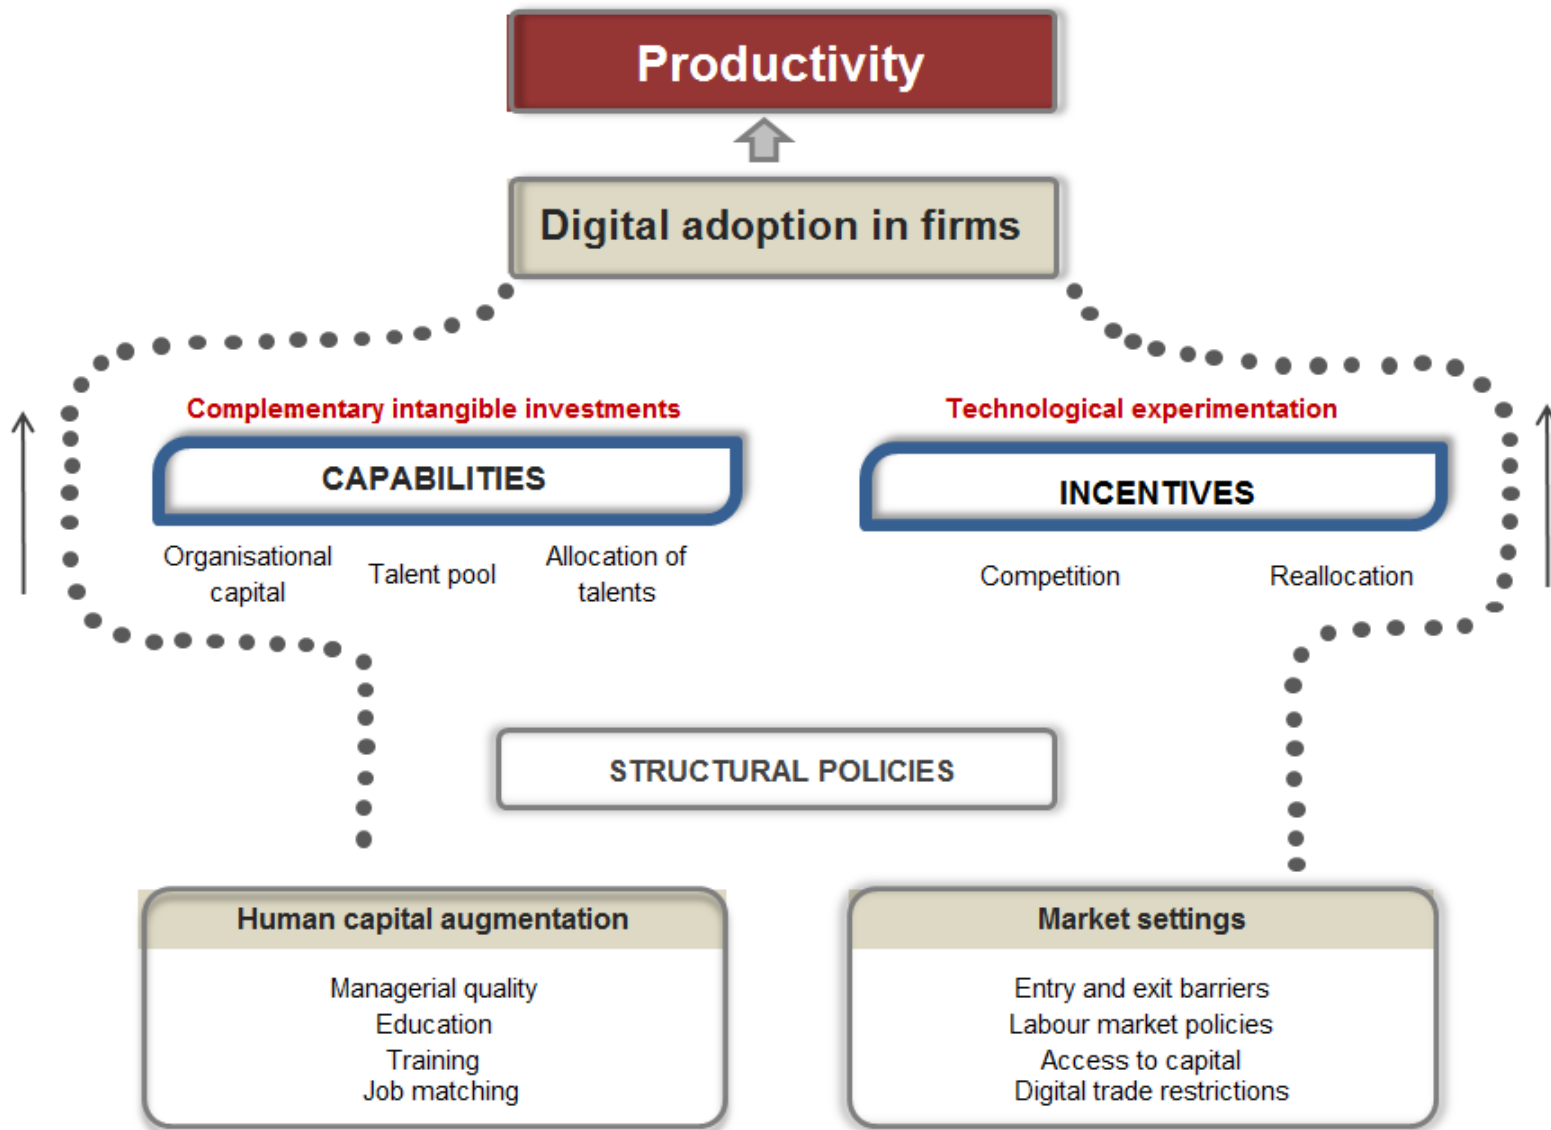 Productivity
Digital adoption in firms
Complementary intangible investments
CAPABILITIES
Organisational
capital
Talent pool
Allocation of
talents
Technological experimentation
INCENTIVES
Competition
Reallocation
STRUCTURAL POLICIES
Human capital augmentation
Managerial quality
Education
Training
Job matching
Market settings
Entry and exit barriers
Labour market policies
Access to capital
Digital trade restrictions